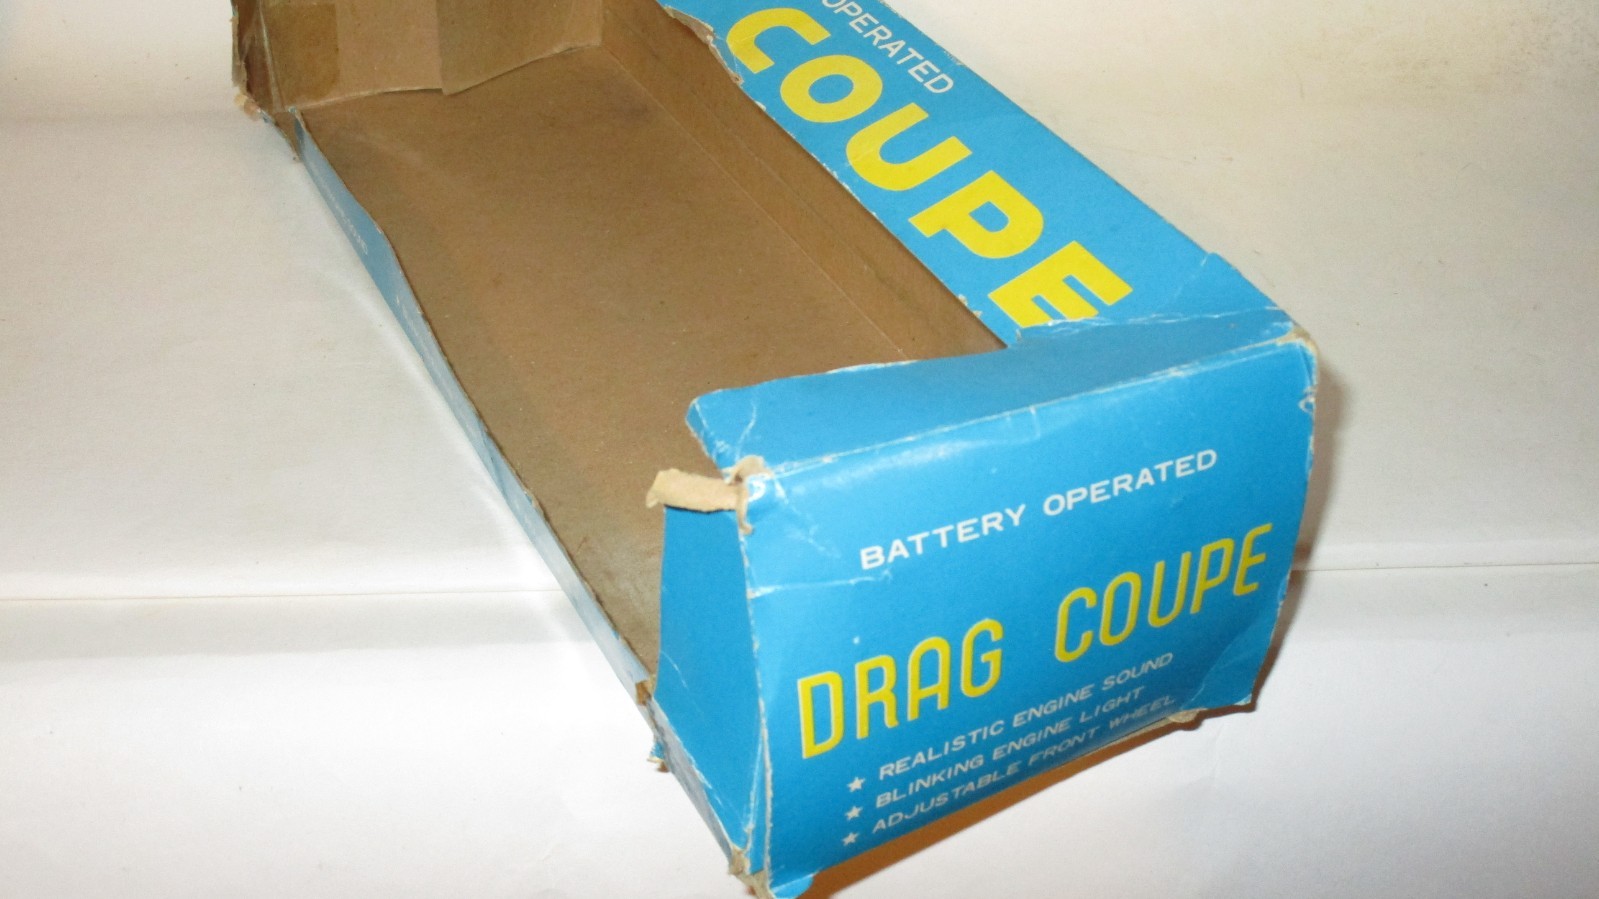 OPERATED
COUPE
BATTERY OPERATED
DRAG COUPE
★ REALISTIC ENGINE SOUND
★ BLINKING ENGINE LIGHT
★ ADJUSTABLE FRONT WHEEL